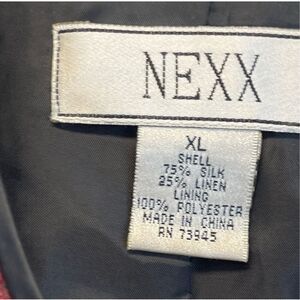 NEXX
XL
SHELL
75% SILK
25% LINEN
LINING
100% POLYESTER
MADE IN CHINA
RN 73945